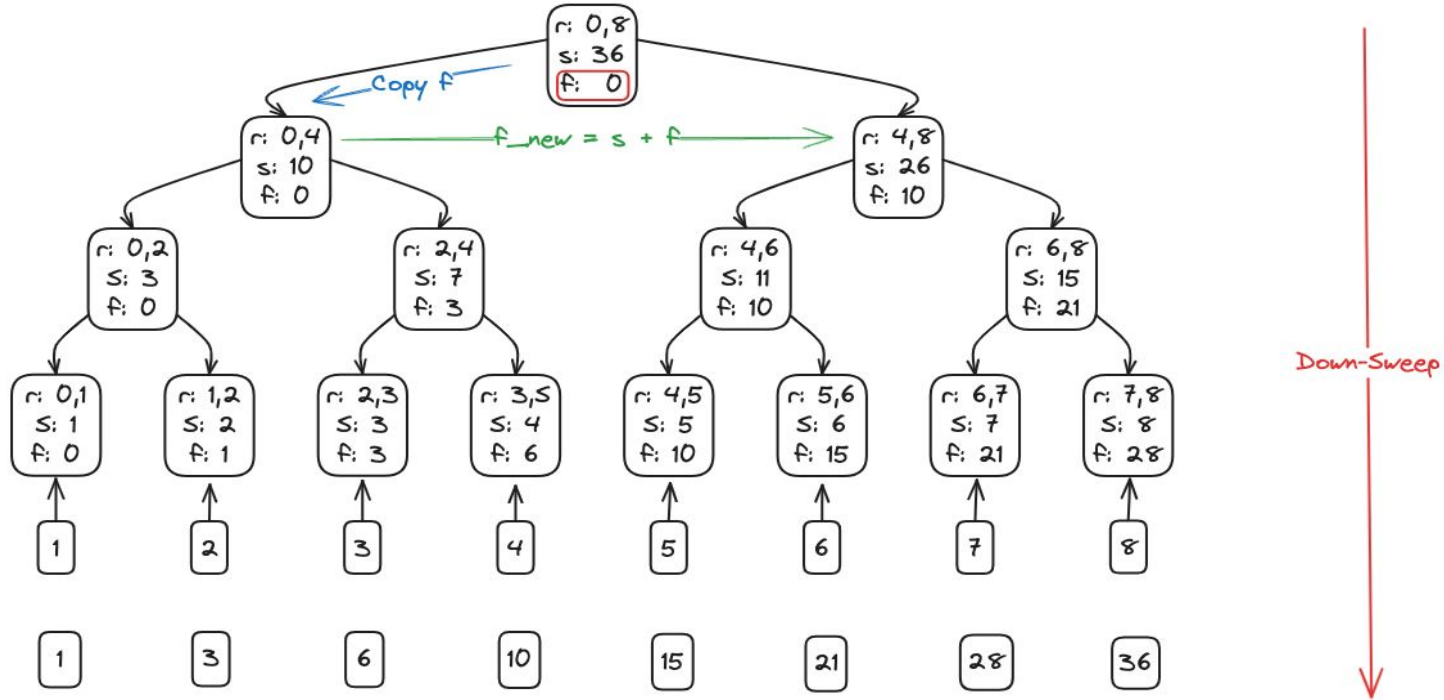 r: 0,8
s: 36
f: 0
Copy f
r: 0,4
s: 10
f: 0
f_new = s + f
r: 4,8
s: 26
f: 10
r: 0,2
s: 3
f: 0
r: 2,4
s: 7
f: 3
r: 4,6
s: 11
f: 10
r: 6,8
s: 15
f: 21
Down-Sweep
r: 0,1
s: 1
f: 0
r: 1,2
s: 2
f: 1
r: 2,3
s: 3
f: 3
r: 3,5
s: 4
f: 6
r: 4,5
s: 5
f: 10
r: 5,6
s: 6
f: 15
r: 6,7
s: 7
f: 21
r: 7,8
s: 8
f: 28
1
2
3
4
5
6
7
8
1
3
6
10
15
21
28
36